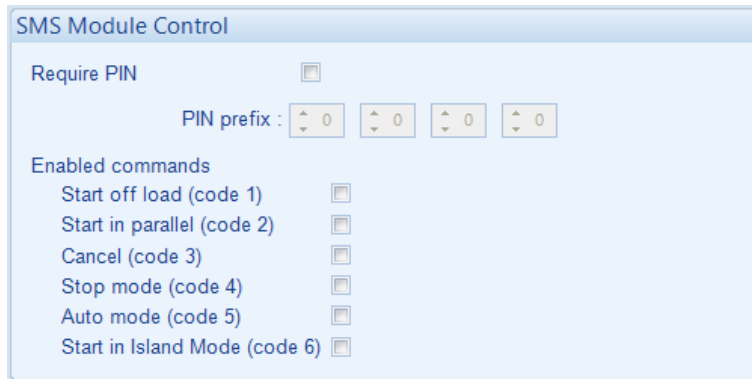 SMS Module Control
Require PIN
PIN prefix : 0 0 0 0
Enabled commands
Start off load (code 1)
Start in parallel (code 2)
Cancel (code 3)
Stop mode (code 4)
Auto mode (code 5)
Start in Island Mode (code 6)